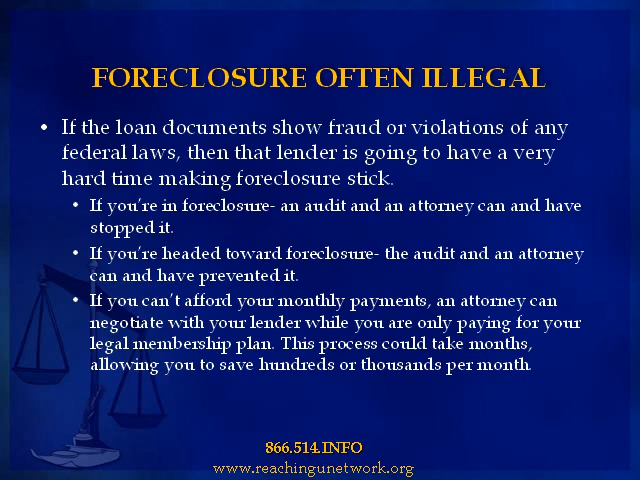 FORECLOSURE OFTEN ILLEGAL
• If the loan documents show fraud or violations of any
federal laws, then that lender is going to have a very
hard time making foreclosure stick.
• If you're in foreclosure- an audit and an attorney can and have
stopped it.
• If you're headed toward foreclosure- the audit and an attorney
can and have prevented it.
• If you can't afford your monthly payments, an attorney can
negotiate with your lender while you are only paying for your
legal membership plan. This process could take months,
allowing you to save hundreds or thousands per month
866.514.INFO
www.reachingunetwork.org